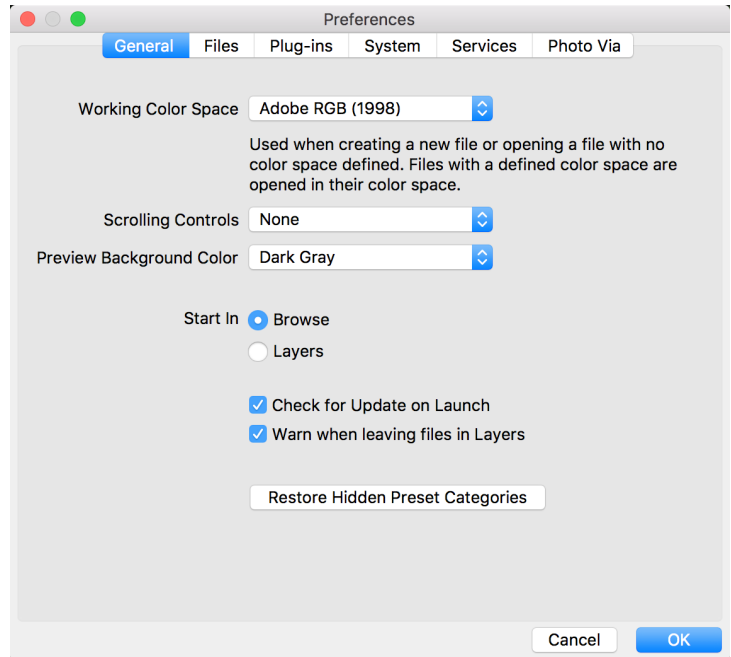 Preferences
General Files Plug-ins System Services Photo Via
Working Color Space Adobe RGB (1998)
Used when creating a new file or opening a file with no
color space defined. Files with a defined color space are
opened in their color space.
Scrolling Controls None
Preview Background Color Dark Gray
Start In Browse
Layers
Check for Update on Launch
Warn when leaving files in Layers
Restore Hidden Preset Categories
Cancel OK